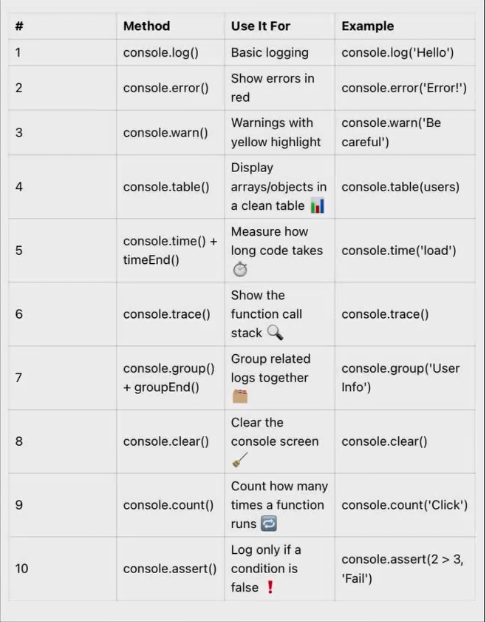 # Method Use It For Example
1 console.log() Basic logging console.log('Hello')
2 console.error() Show errors in
red console.error('Error!')
3 console.warn() Warnings with
yellow highlight console.warn('Be
careful')
4 console.table() Display
arrays/objects in
a clean table 📊 console.table(users)
5 console.time() +
timeEnd() Measure how
long code takes
⏱️ console.time('load')
6 console.trace() Show the
function call
stack 🔍 console.trace()
7 console.group()
+ groupEnd() Group related
logs together
🗂️ console.group('User
Info')
8 console.clear() Clear the
console screen
🧹 console.clear()
9 console.count() Count how many
times a function
runs 🔁 console.count('Click')
10 console.assert() Log only if a
condition is
false ❗ console.assert(2 > 3,
'Fail')